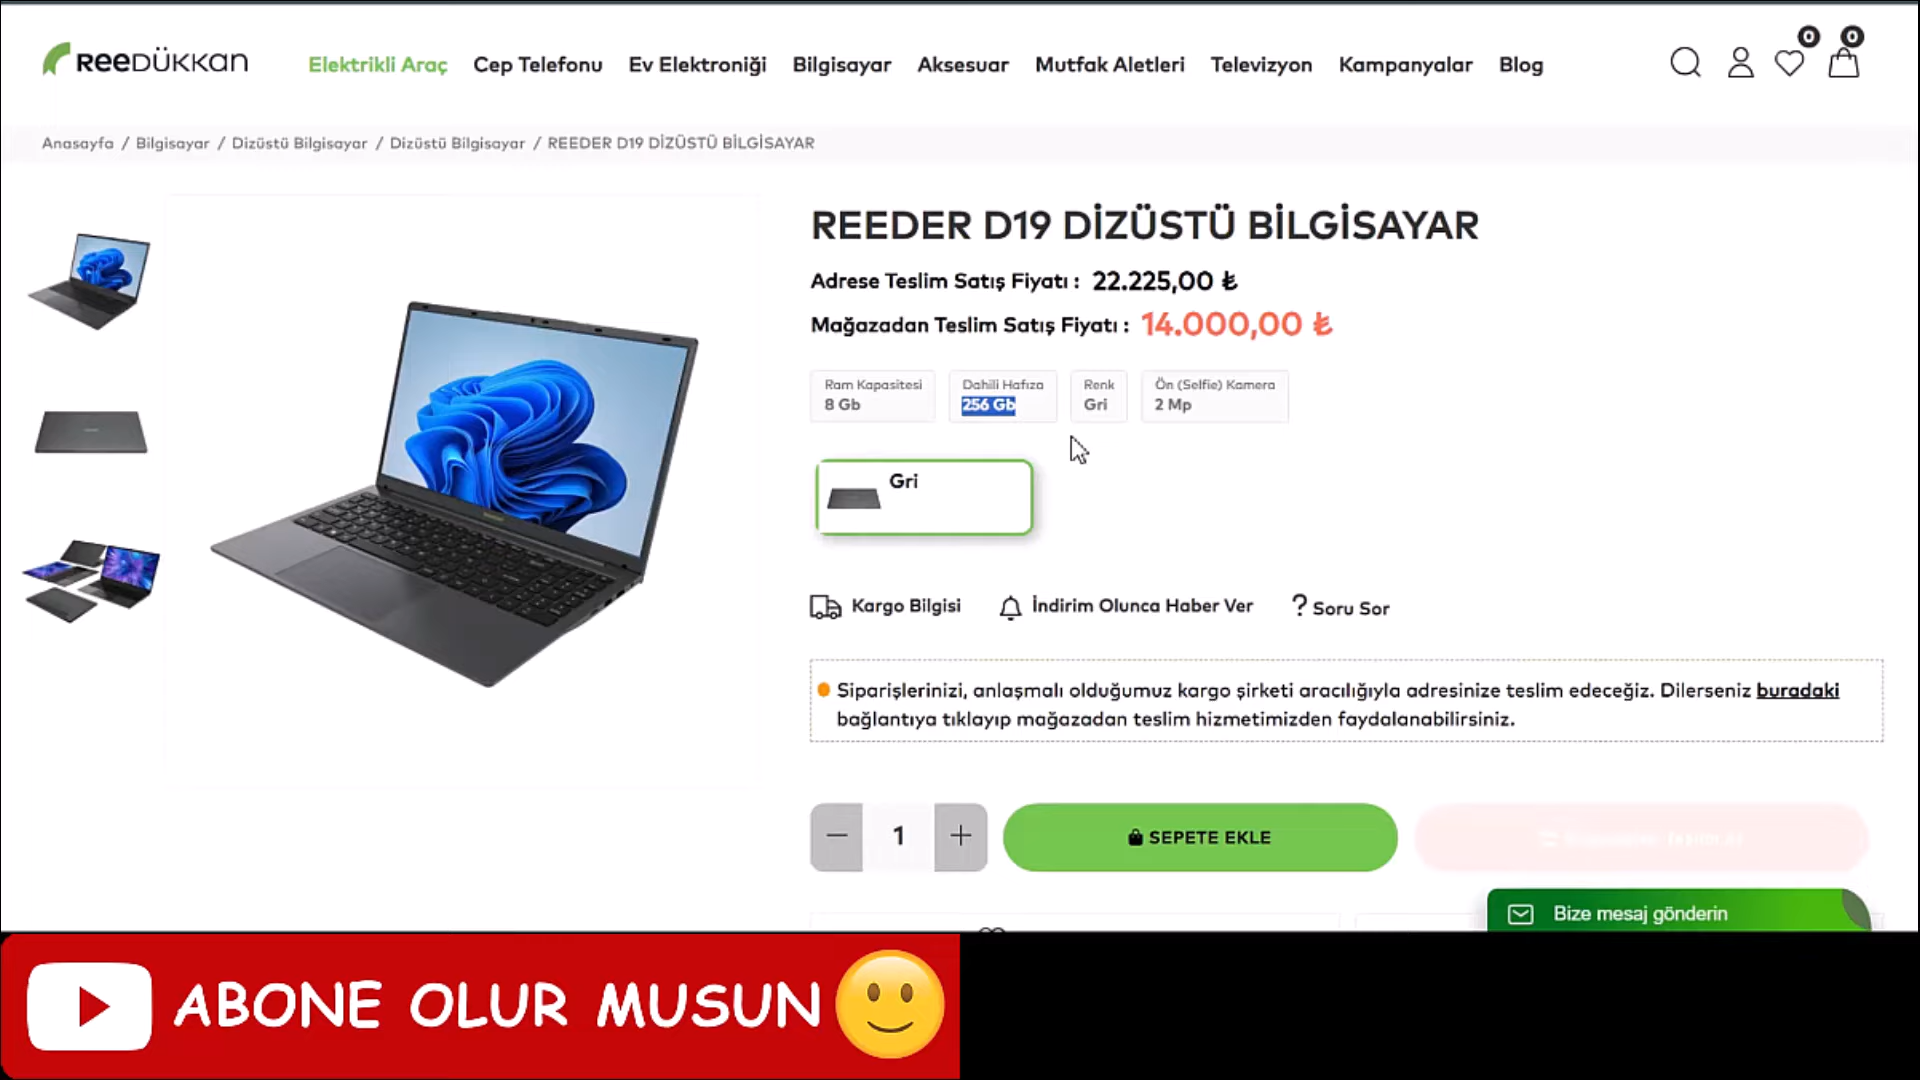 REEDÜKKAN
Elektrikli Araç
Cep Telefonu
Ev Elektroniği
Bilgisayar
Aksesuar
Mutfak Aletleri
Televizyon
Kampanyalar
Blog
0
0
Anasayfa / Bilgisayar / Dizüstü Bilgisayar / Dizüstü Bilgisayar / REEDER D19 DİZÜSTÜ BİLGİSAYAR
REEDER D19 DİZÜSTÜ BİLGİSAYAR
Adrese Teslim Satış Fiyatı : 22.225,00 ₺
Mağazadan Teslim Satış Fiyatı : 14.000,00 ₺
Ram Kapasitesi
8 Gb
Dahili Hafıza
256 Gb
Renk
Gri
Ön (Selfie) Kamera
2 Mp
Gri
Kargo Bilgisi
İndirim Olunca Haber Ver
? Soru Sor
Siparişlerinizi, anlaşmalı olduğumuz kargo şirketi aracılığıyla adresinize teslim edeceğiz. Dilerseniz buradaki
bağlantıya tıklayıp mağazadan teslim hizmetimizden faydalanabilirsiniz.
− 1 +
SEPETE EKLE
Bize mesaj gönderin
ABONE OLUR MUSUN